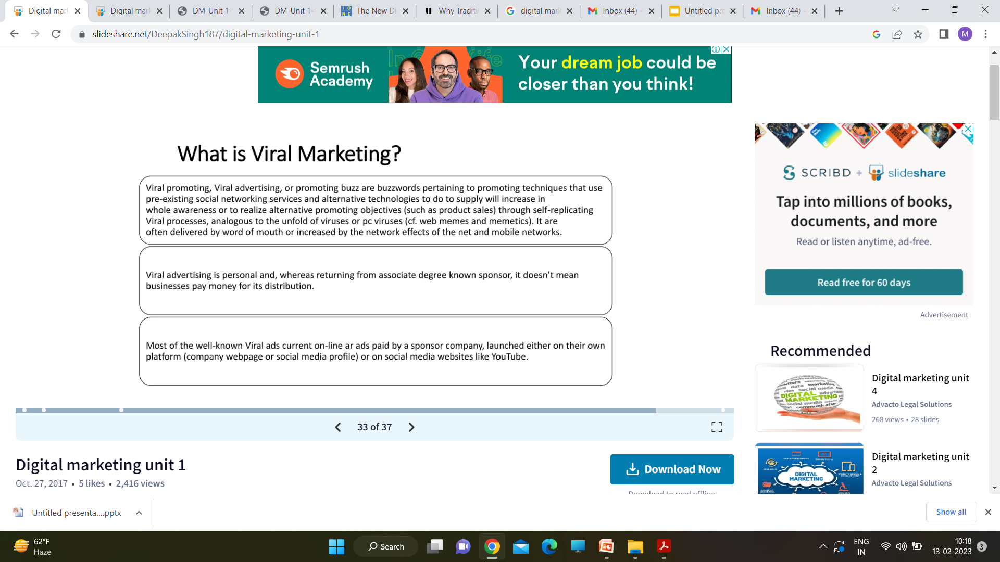 Digital mark
Digital mark
DM-Unit 1-
DM-Unit 1-
The New Di
Why Traditi
digital mark
Inbox (44) -
Untitled pre
Inbox (44) -
slideshare.net/DeepakSingh187/digital-marketing-unit-1
M
Semrush
Academy
Your dream job could be
closer than you think!
What is Viral Marketing?
Viral promoting, Viral advertising, or promoting buzz are buzzwords pertaining to promoting techniques that use
pre-existing social networking services and alternative technologies to do to supply will increase in
whole awareness or to realize alternative promoting objectives (such as product sales) through self-replicating
Viral processes, analogous to the unfold of viruses or pc viruses (cf. web memes and memetics). It are
often delivered by word of mouth or increased by the network effects of the net and mobile networks.
Viral advertising is personal and, whereas returning from associate degree known sponsor, it doesn't mean
businesses pay money for its distribution.
Most of the well-known Viral ads current on-line ar ads paid by a sponsor company, launched either on their own
platform (company webpage or social media profile) or on social media websites like YouTube.
33 of 37
Digital marketing unit 1
Oct. 27, 2017 • 5 likes • 2,416 views
Download Now
Download to read offline
SCRIBD + slideshare
Tap into millions of books,
documents, and more
Read or listen anytime, ad-free.
Read free for 60 days
Advertisement
Recommended
DIGITAL
MARKETING
Digital marketing unit
4
Advacto Legal Solutions
268 views • 28 slides
DIGITAL
MARKETING
Digital marketing unit
2
Advacto Legal Solutions
Untitled presenta....pptx
Show all
62°F
Haze
Search
ENG
IN
10:18
13-02-2023
3